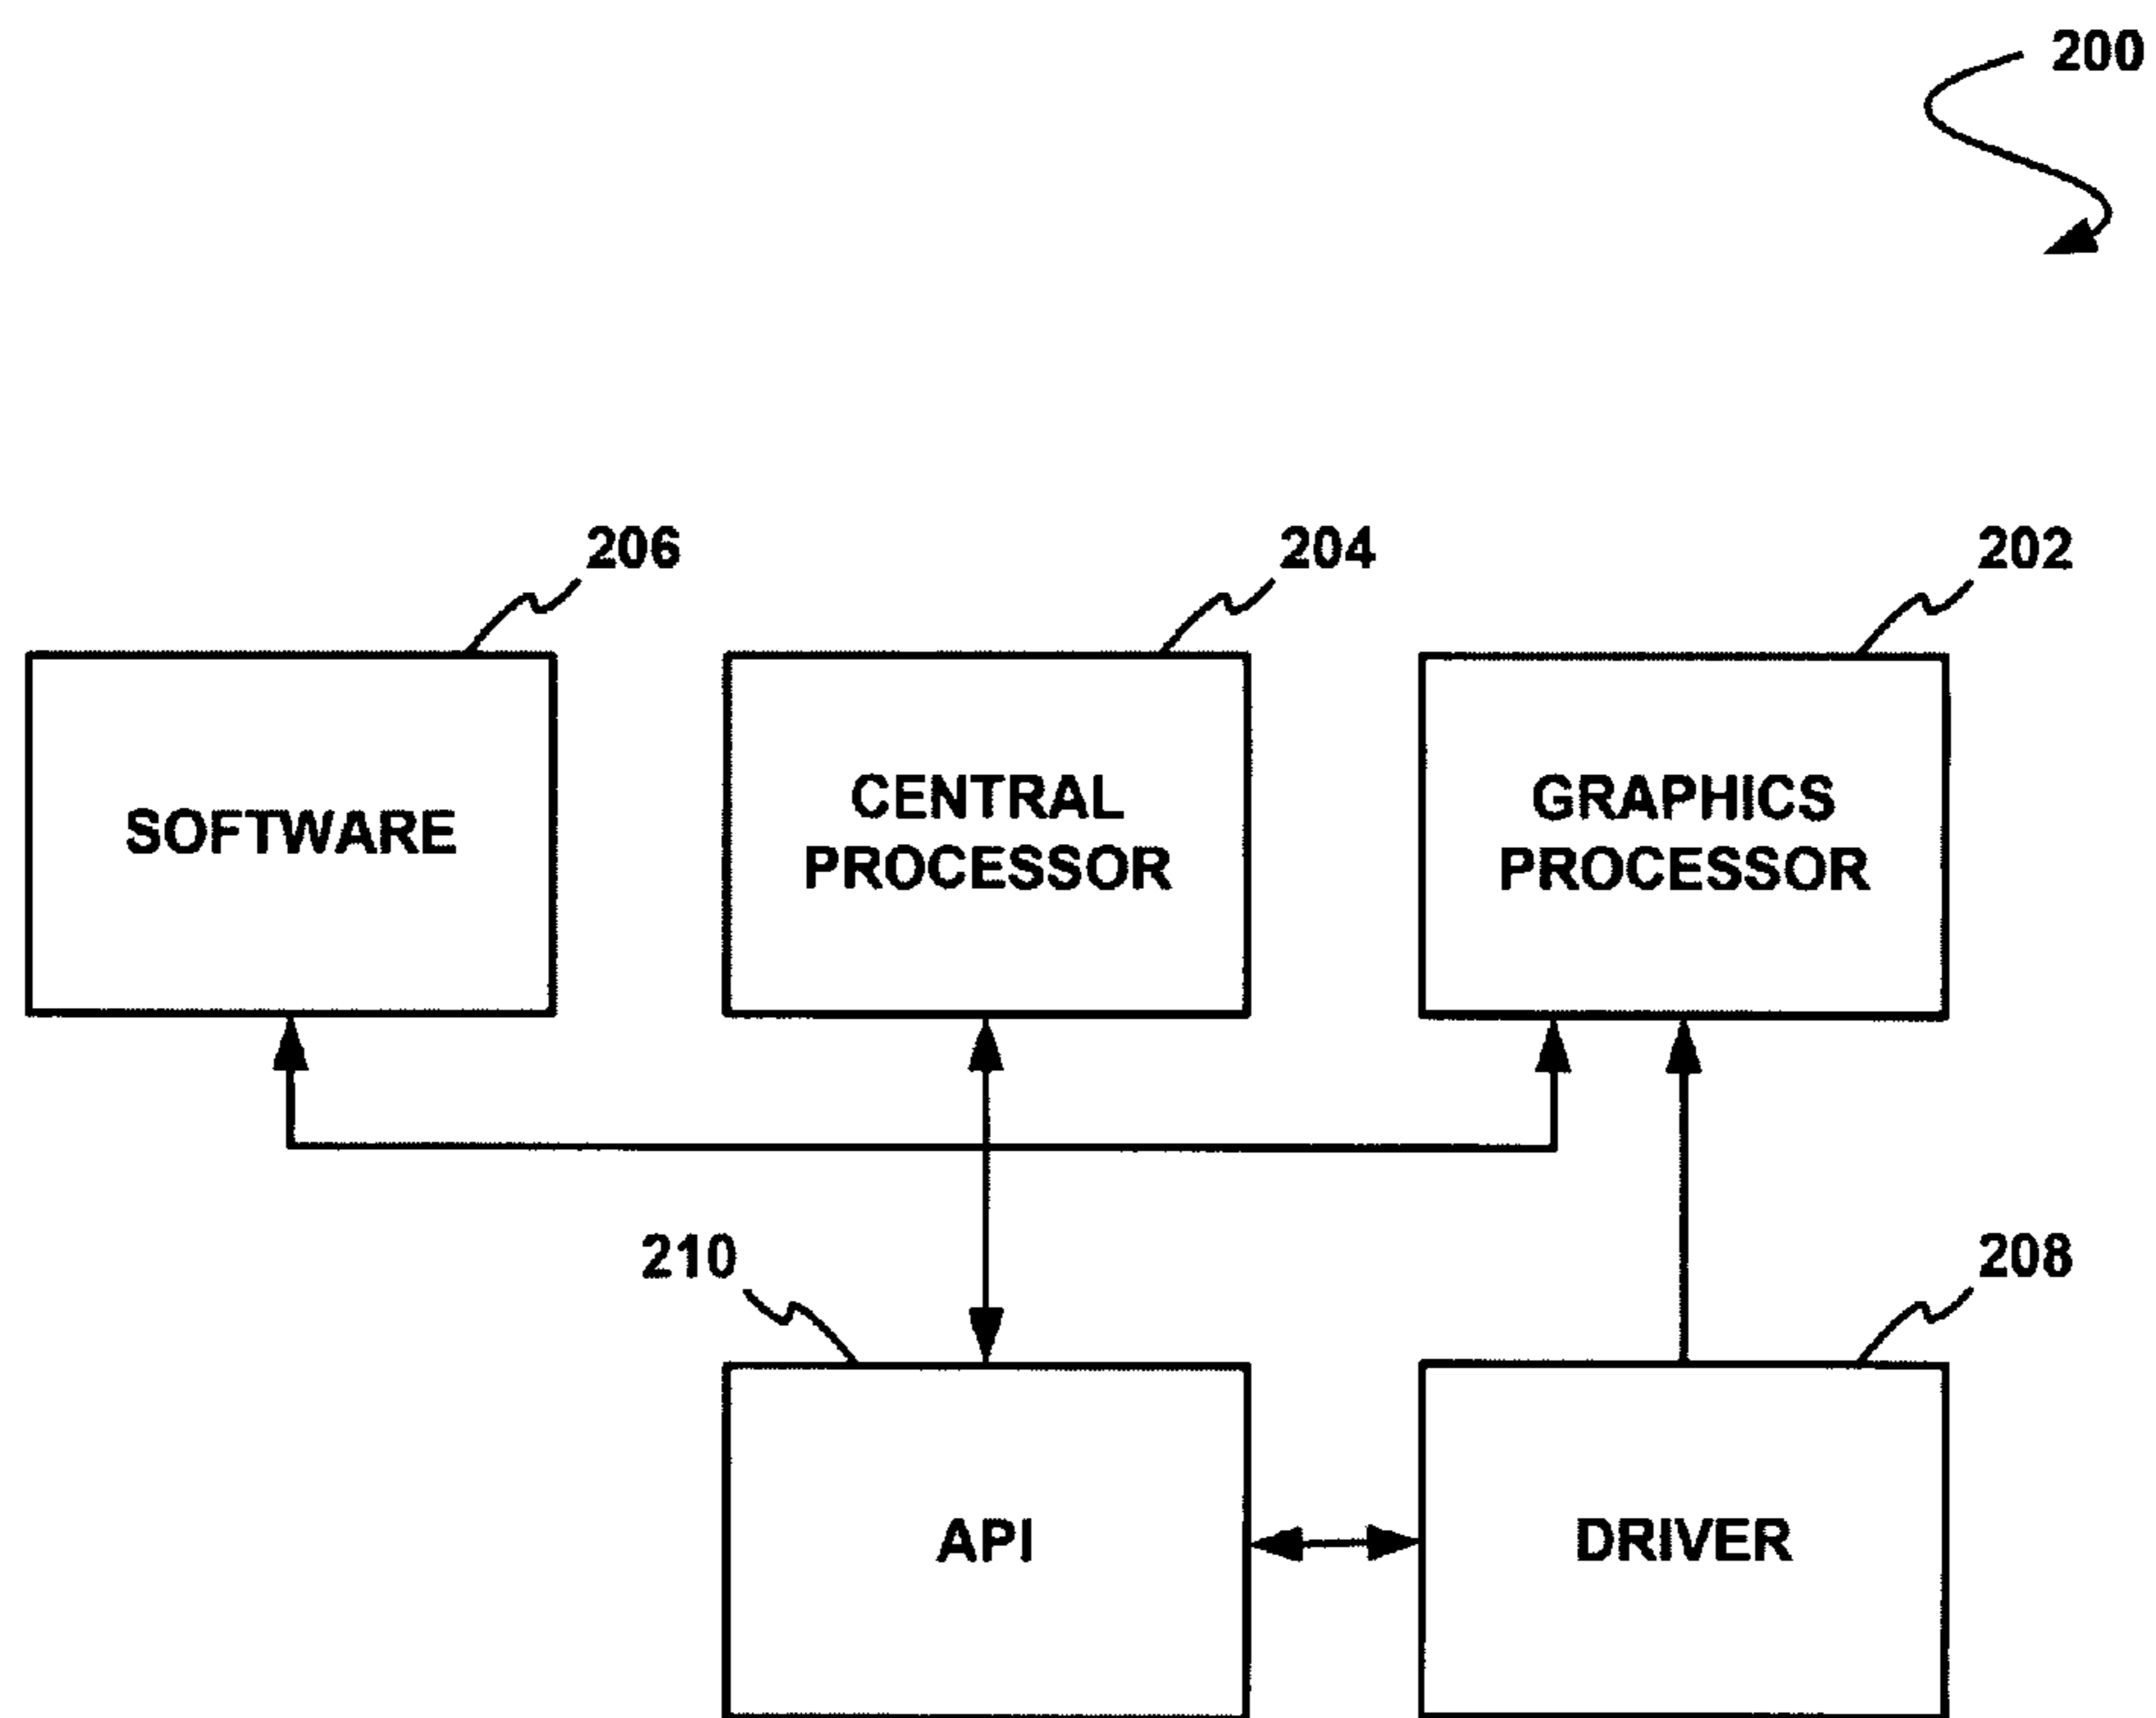 200
206
204
202
SOFTWARE
CENTRAL
PROCESSOR
GRAPHICS
PROCESSOR
210
208
API
DRIVER